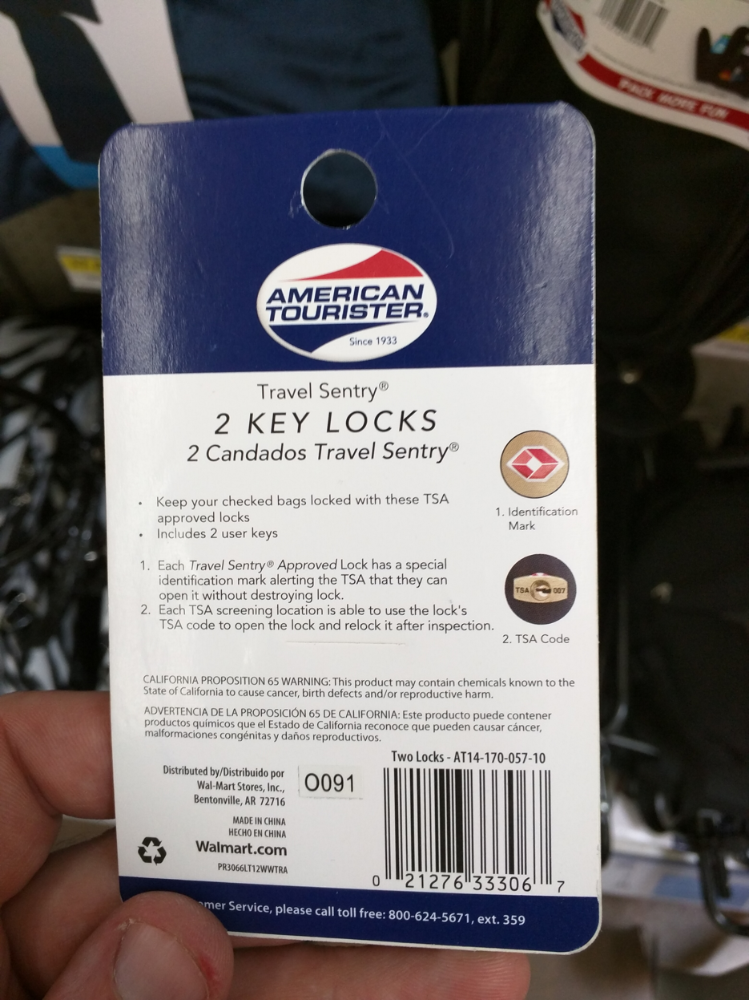 PACK MORE FUN
AMERICAN
TOURISTER®
Since 1933
Travel Sentry®
2 KEY LOCKS
2 Candados Travel Sentry®
• Keep your checked bags locked with these TSA
approved locks
• Includes 2 user keys
1. Identification
Mark
1. Each Travel Sentry® Approved Lock has a special
identification mark alerting the TSA that they can
open it without destroying lock.
2. Each TSA screening location is able to use the lock's
TSA code to open the lock and relock it after inspection.
TSA 007
2. TSA Code
CALIFORNIA PROPOSITION 65 WARNING: This product may contain chemicals known to the
State of California to cause cancer, birth defects and/or reproductive harm.
ADVERTENCIA DE LA PROPOSICIÓN 65 DE CALIFORNIA: Este producto puede contener
productos químicos que el Estado de California reconoce que pueden causar cáncer,
malformaciones congénitas y daños reproductivos.
Two Locks - AT14-170-057-10
Distributed by/Distribuido por
Wal-Mart Stores, Inc.,
Bentonville, AR 72716
O091
MADE IN CHINA
HECHO EN CHINA
Walmart.com
PR3066LT12WWTRA
0 21276 33306 7
Service, please call toll free: 800-624-5671, ext. 359